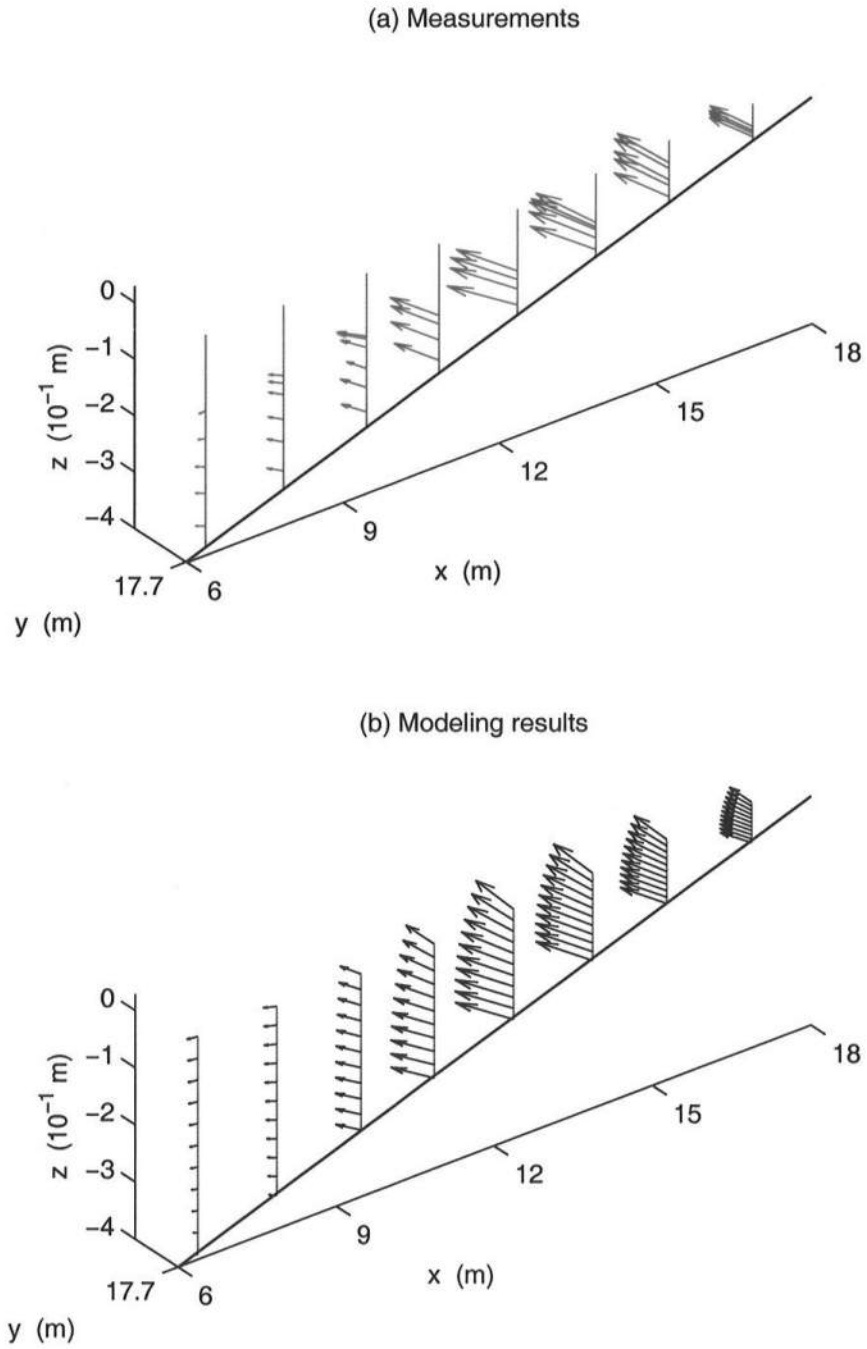 (a) Measurements
0
−1
−2
−3
−4
z (10⁻¹ m)
17.7
y (m)
6
9
12
15
18
x (m)
(b) Modeling results
0
−1
−2
−3
−4
z (10⁻¹ m)
17.7
y (m)
6
9
12
15
18
x (m)